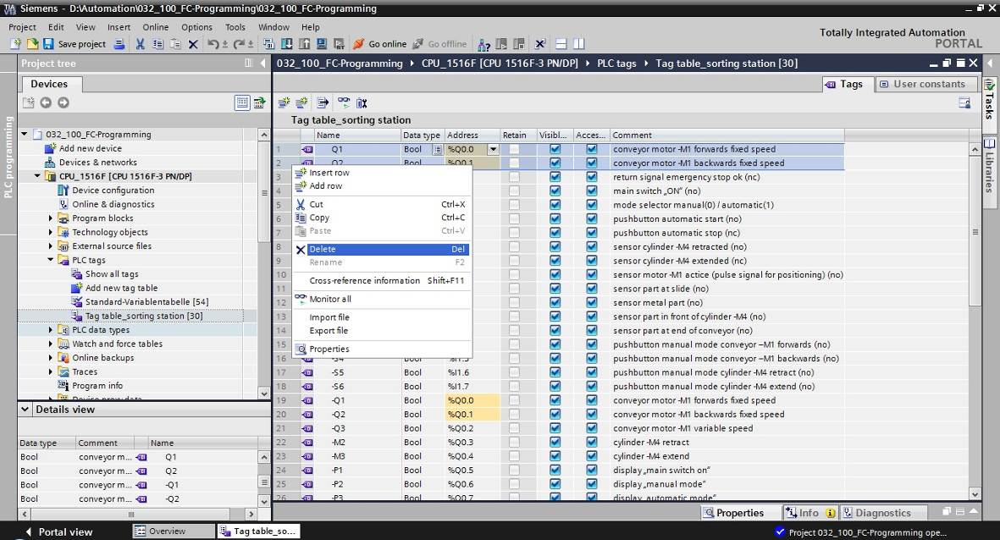 Siemens - D:\Automation\032_100_FC-Programming\032_100_FC-Programming
Project Edit View Insert Online Options Tools Window Help
Totally Integrated Automation
PORTAL
Save project Go online Go offline
Project tree
032_100_FC-Programming CPU_1516F [CPU 1516F-3 PN/DP] PLC tags Tag table_sorting station [30]
Devices
Tags User constants
PLC programming
Tasks
Libraries
032_100_FC-Programming
Add new device
Devices & networks
CPU_1516F [CPU 1516F-3 PN/DP]
Device configuration
Online & diagnostics
Program blocks
Technology objects
External source files
PLC tags
Show all tags
Add new tag table
Standard-Variablentabelle [54]
Tag table_sorting station [30]
PLC data types
Watch and force tables
Online backups
Traces
Program info
Device proxy data
Details view
Data type Comment Name
Bool conveyor m... Q1
Bool conveyor m... Q2
Bool conveyor m... -Q1
Bool conveyor m... -Q2
Tag table_sorting station
Name Data type Address Retain Visibl... Acces... Comment
1 Q1 Bool %Q0.0 conveyor motor -M1 forwards fixed speed
2 Q2 Bool %Q0.1 conveyor motor -M1 backwards fixed speed
3 return signal emergency stop ok (nc)
4 main switch „ON“ (no)
5 mode selector manual(0) / automatic(1)
6 pushbutton automatic start (no)
7 pushbutton automatic stop (nc)
8 sensor cylinder -M4 retracted (no)
9 sensor cylinder -M4 extended (nc)
10 sensor motor -M1 actice (pulse signal for positioning) (no)
11 sensor part at slide (no)
12 sensor metal part (no)
13 sensor part in front of cylinder -M4 (no)
14 sensor part at end of conveyor (no)
15 pushbutton manual mode conveyor –M1 forwards (no)
16 -S4 Bool %I1.5 pushbutton manual mode conveyor –M1 backwards (no)
17 -S5 Bool %I1.6 pushbutton manual mode cylinder -M4 retract (no)
18 -S6 Bool %I1.7 pushbutton manual mode cylinder -M4 extend (no)
19 -Q1 Bool %Q0.0 conveyor motor -M1 forwards fixed speed
20 -Q2 Bool %Q0.1 conveyor motor -M1 backwards fixed speed
21 -Q3 Bool %Q0.2 conveyor motor -M1 variable speed
22 -M2 Bool %Q0.3 cylinder -M4 retract
23 -M3 Bool %Q0.4 cylinder -M4 extend
24 -P1 Bool %Q0.5 display „main switch on“
25 -P2 Bool %Q0.6 display „manual mode“
26 -P3 Bool %Q0.7 display „automatic mode“
Insert row
Add row
Cut Ctrl+X
Copy Ctrl+C
Paste Ctrl+V
Delete Del
Rename F2
Cross-reference information Shift+F11
Monitor all
Import file
Export file
Properties
Properties Info Diagnostics
Portal view Overview Tag table_so... Project 032_100_FC-Programming ope...